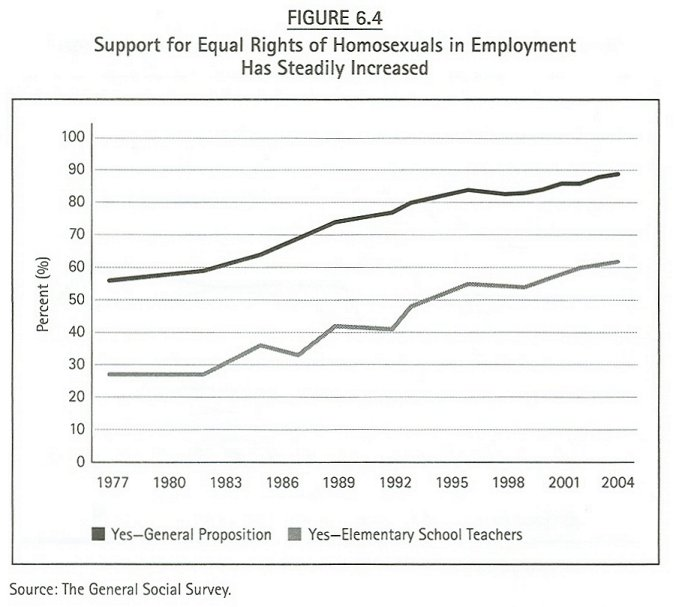 FIGURE 6.4
Support for Equal Rights of Homosexuals in Employment
Has Steadily Increased
Percent (%)
100
90
80
70
60
50
40
30
20
10
0
1977 1980 1983 1986 1989 1992 1995 1998 2001 2004
Yes—General Proposition Yes—Elementary School Teachers
Source: The General Social Survey.